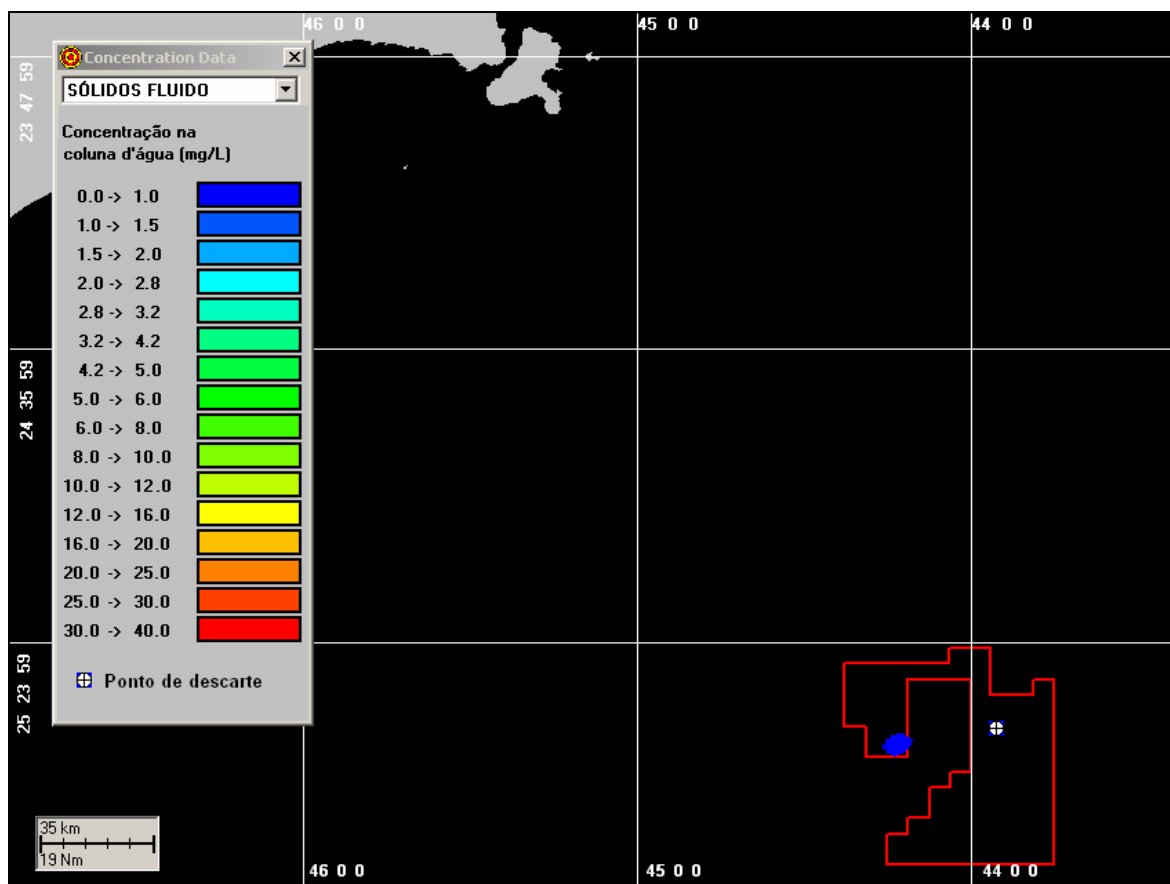 46 0 0
45 0 0
44 0 0
Concentration Data
SÓLIDOS FLUIDO
Concentração na
coluna d'água (mg/L)
0.0 -> 1.0
1.0 -> 1.5
1.5 -> 2.0
2.0 -> 2.8
2.8 -> 3.2
3.2 -> 4.2
4.2 -> 5.0
5.0 -> 6.0
6.0 -> 8.0
8.0 -> 10.0
10.0 -> 12.0
12.0 -> 16.0
16.0 -> 20.0
20.0 -> 25.0
25.0 -> 30.0
30.0 -> 40.0
Ponto de descarte
23 47 59
24 35 59
25 23 59
35 km
19 Nm
46 0 0
45 0 0
44 0 0